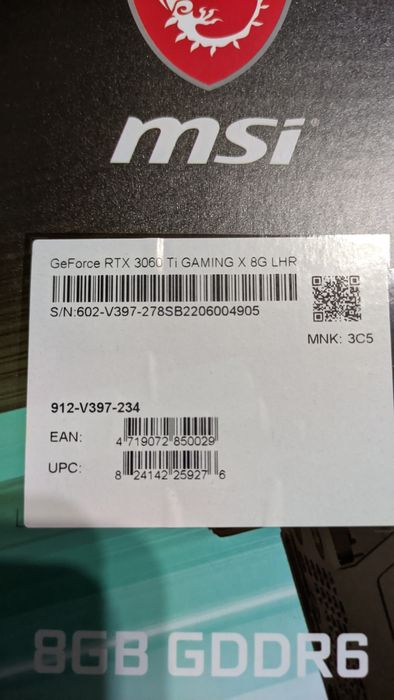 msi
GeForce RTX 3060 Ti GAMING X 8G LHR
S/N:602-V397-278SB2206004905
MNK: 3C5
912-V397-234
EAN: 4 719072 850029
UPC: 8 24142 25927 6
8GB GDDR6